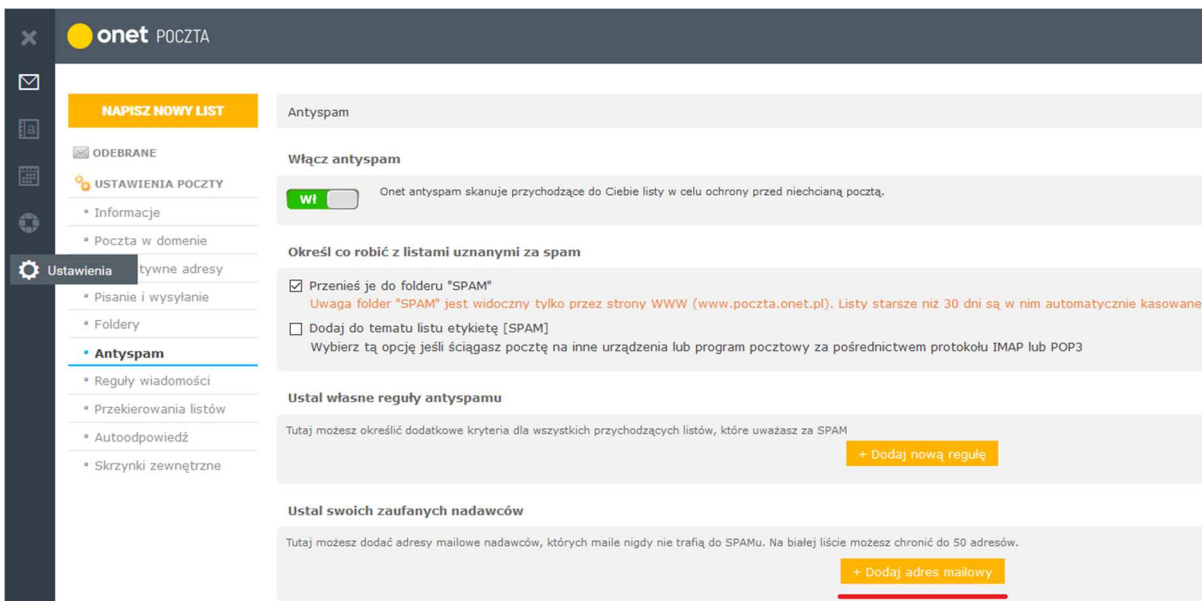 onet POCZTA
NAPISZ NOWY LIST
ODEBRANE
USTAWIENIA POCZTY
Informacje
Poczta w domenie
Ustawienia
tywne adresy
Pisanie i wysyłanie
Foldery
Antyspam
Reguły wiadomości
Przekierowania listów
Autoodpowiedź
Skrzynki zewnętrzne
Antyspam
Włącz antyspam
Wł
Onet antyspam skanuje przychodzące do Ciebie listy w celu ochrony przed niechcianą pocztą.
Określ co robić z listami uznanymi za spam
Przenieś je do folderu "SPAM"
Uwaga folder "SPAM" jest widoczny tylko przez strony WWW (www.poczta.onet.pl). Listy starsze niż 30 dni są w nim automatycznie kasowane
Dodaj do tematu listu etykietę [SPAM]
Wybierz tą opcję jeśli ściągasz pocztę na inne urządzenia lub program pocztowy za pośrednictwem protokołu IMAP lub POP3
Ustal własne reguły antyspamu
Tutaj możesz określić dodatkowe kryteria dla wszystkich przychodzących listów, które uważasz za SPAM
+ Dodaj nową regułę
Ustal swoich zaufanych nadawców
Tutaj możesz dodać adresy mailowe nadawców, których maile nigdy nie trafią do SPAMu. Na białej liście możesz chronić do 50 adresów.
+ Dodaj adres mailowy